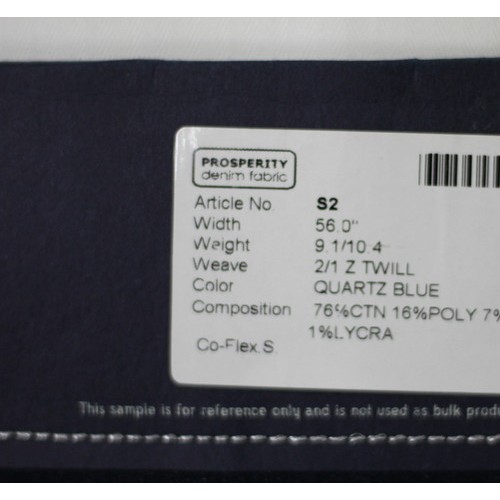 PROSPERITY
denim fabric
Article No. S2
Width 56.0"
Weight 9.1/10.4
Weave 2/1 Z TWILL
Color QUARTZ BLUE
Composition 76%CTN 16%POLY 7%
1%LYCRA
Co-Flex.S
This sample is for reference only and is not used as bulk